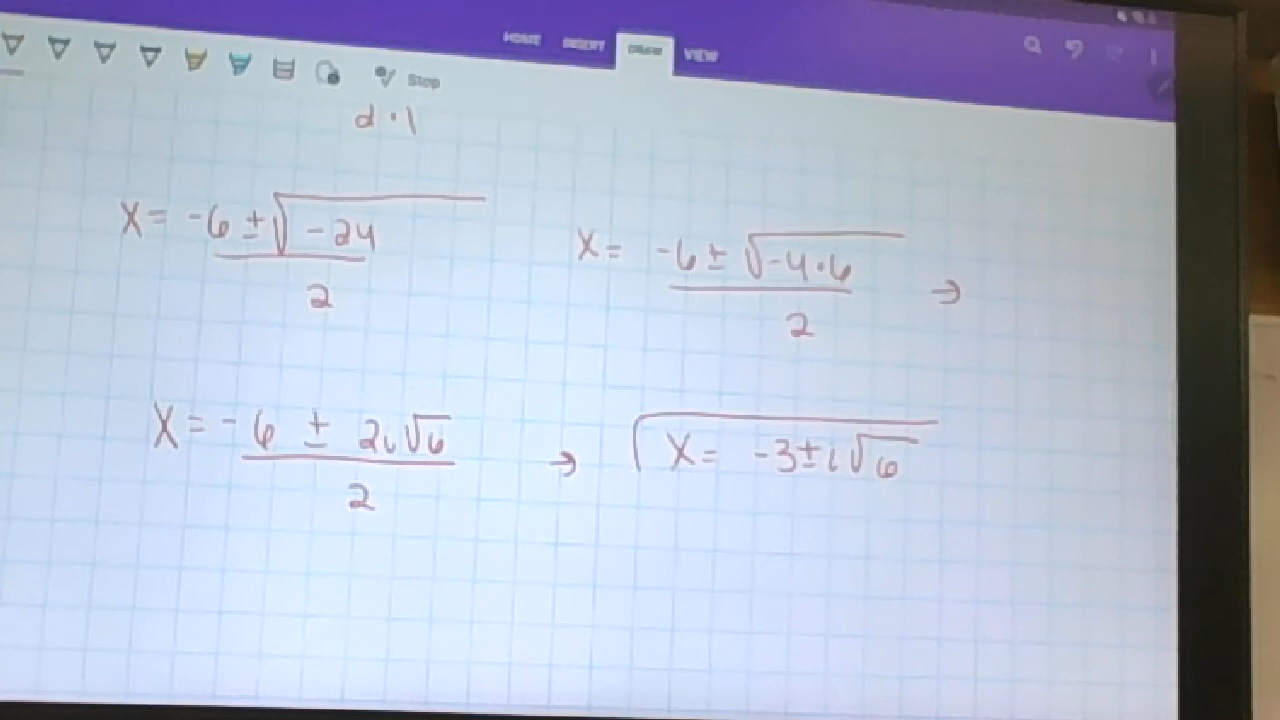 HOME INSERT DRAW VIEW
Stop
2 · 1
X = -6 ± √-24 / 2
X = -6 ± √-4·6 / 2 →
X = -6 ± 2i√6 / 2 → X = -3 ± i√6